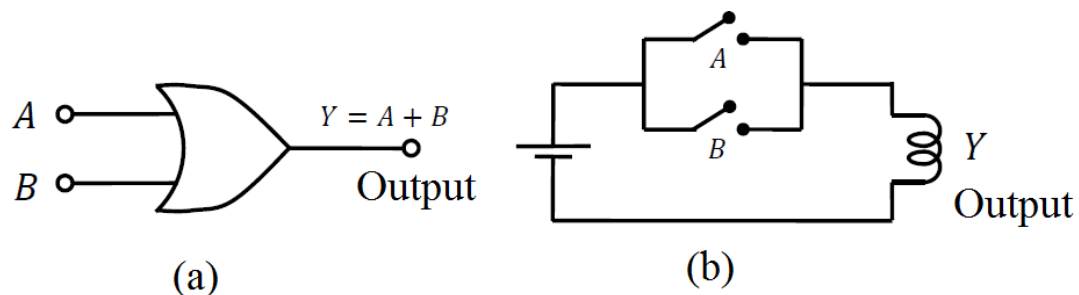 A
B
Y = A + B
Output
(a)
A
B
Y
Output
(b)